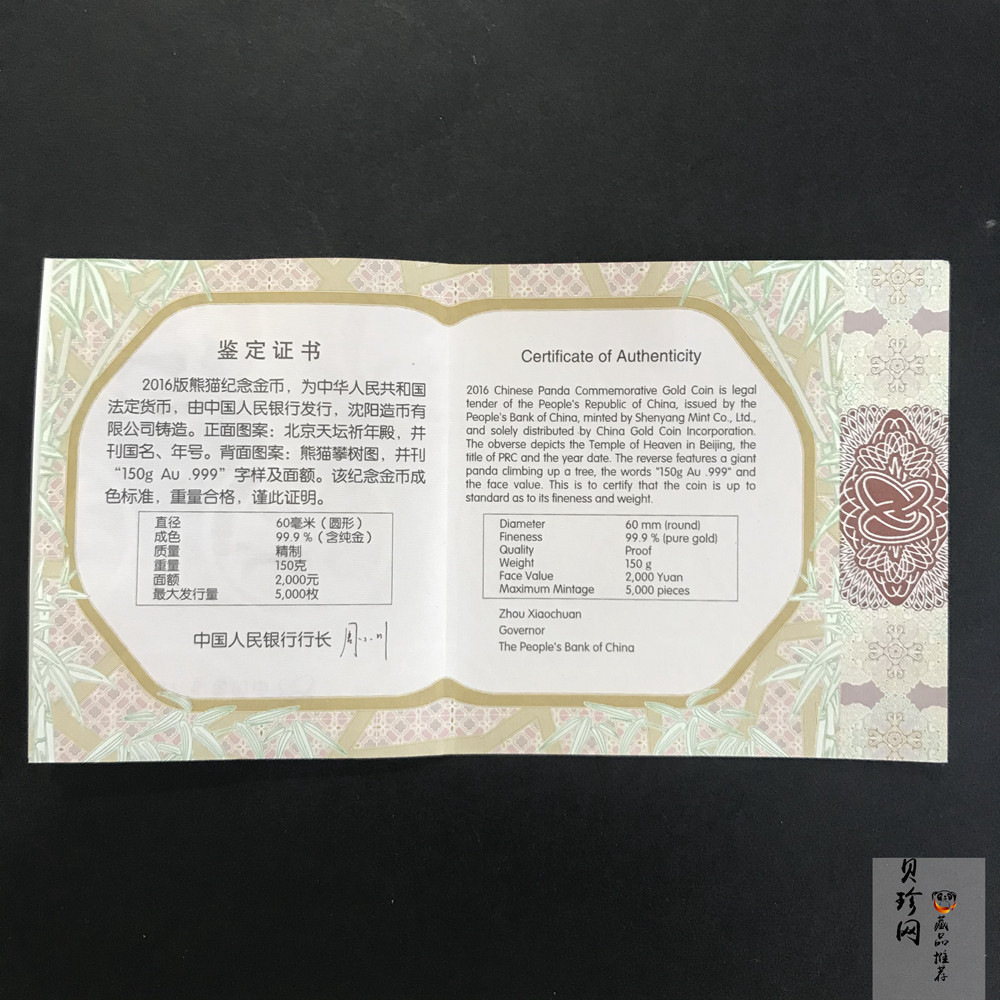 鉴定证书
2016版熊猫纪念金币，为中华人民共和国
法定货币，由中国人民银行发行，沈阳造币有
限公司铸造。正面图案：北京天坛祈年殿，并
刊国名、年号。背面图案：熊猫攀树图，并刊
“150g Au .999”字样及面额。该纪念金币成
色标准，重量合格，谨此证明。
直径 60毫米（圆形）
成色 99.9％（含纯金）
质量 精制
重量 150克
面额 2,000元
最大发行量 5,000枚
中国人民银行行长
Certificate of Authenticity
2016 Chinese Panda Commemorative Gold Coin is legal
tender of the People's Republic of China, issued by the
People's Bank of China, minted by Shenyang Mint Co., Ltd.,
and solely distributed by China Gold Coin Incorporation.
The obverse depicts the Temple of Heaven in Beijing, the
title of PRC and the year date. The reverse features a giant
panda climbing up a tree, the words "150g Au .999" and
the face value. This is to certify that the coin is up to
standard as to its fineness and weight.
Diameter 60 mm (round)
Fineness 99.9 % (pure gold)
Quality Proof
Weight 150 g
Face Value 2,000 Yuan
Maximum Mintage 5,000 pieces
Zhou Xiaochuan
Governor
The People's Bank of China
贝珍网
藏品推荐